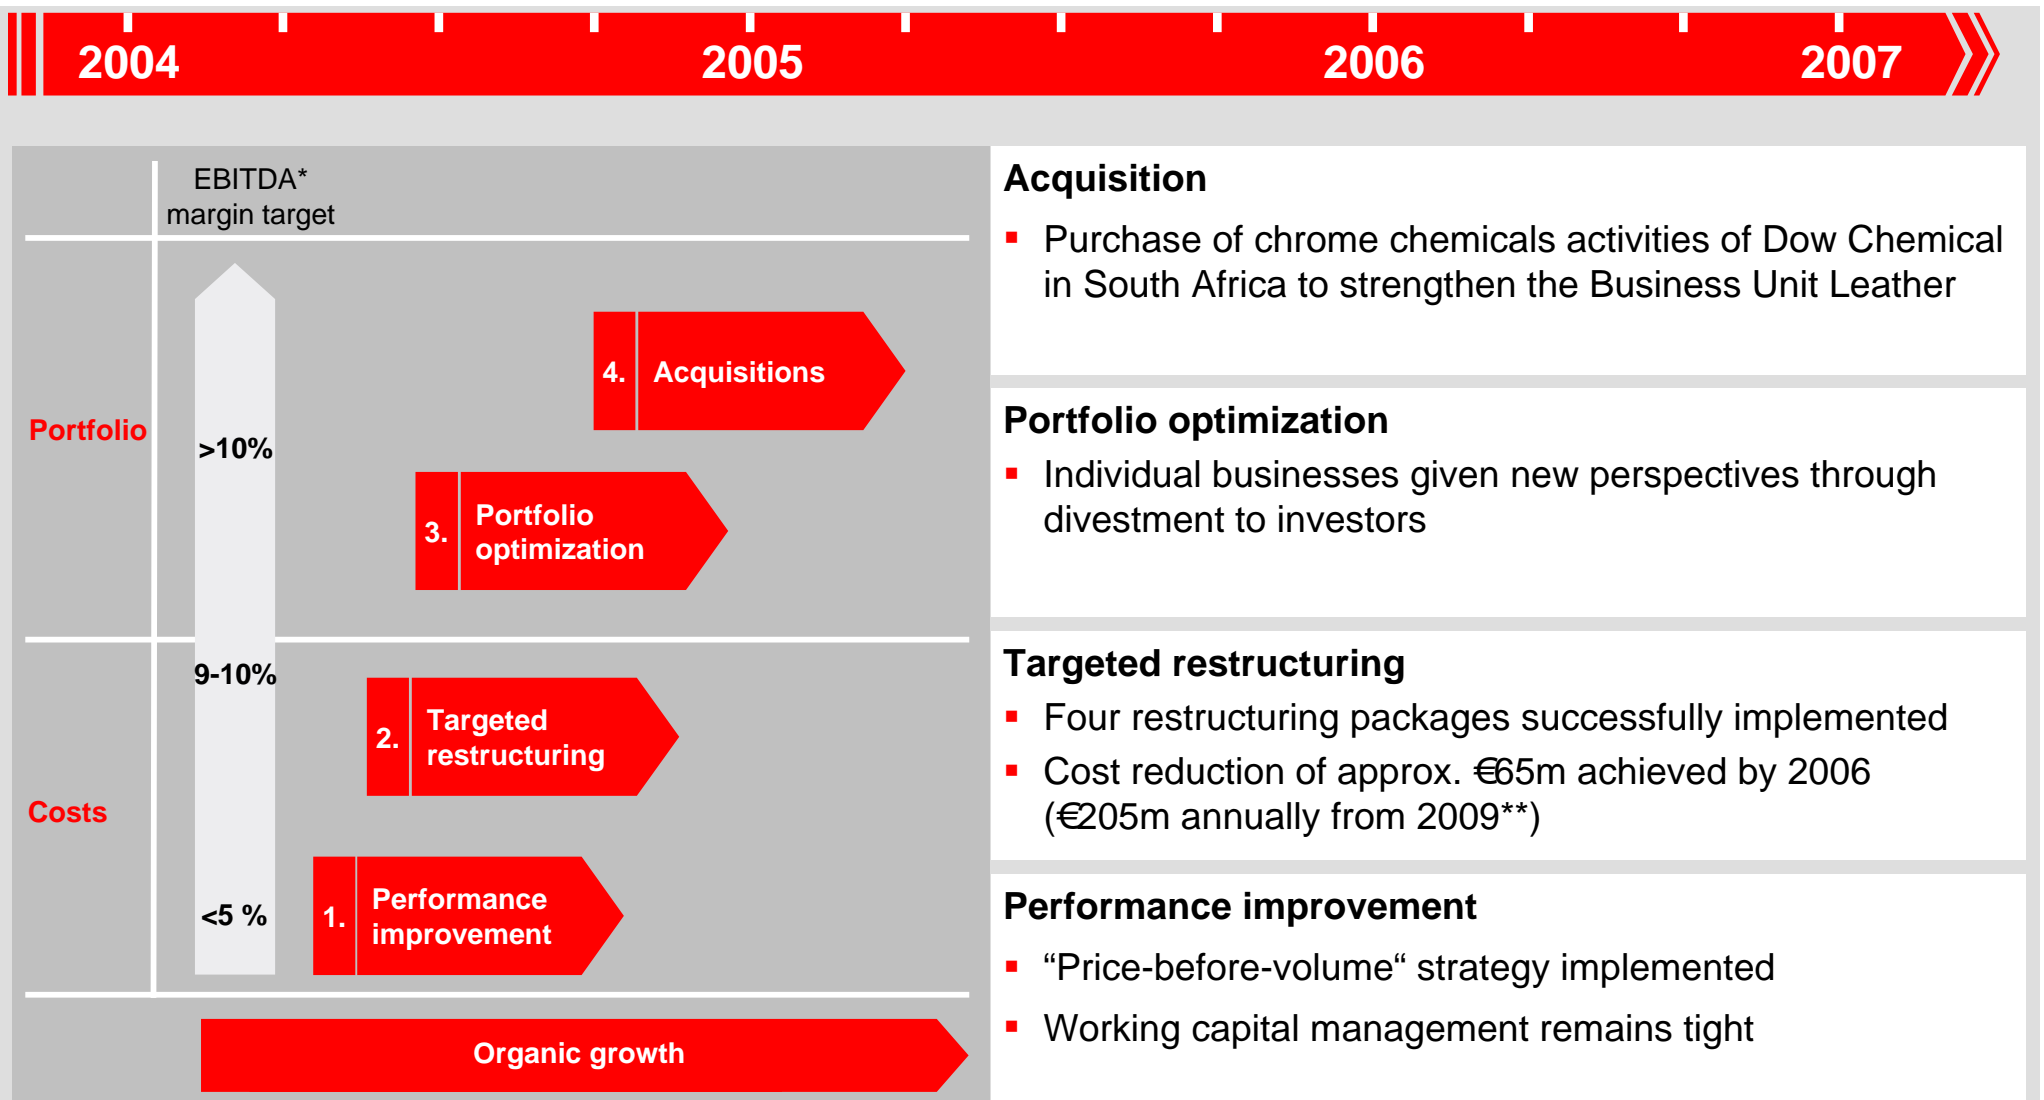 2004 2005 2006 2007
EBITDA*
margin target
Portfolio
>10%
4. Acquisitions
3. Portfolio
optimization
9-10%
Costs
2. Targeted
restructuring
<5 %
1. Performance
improvement
Organic growth
Acquisition
Purchase of chrome chemicals activities of Dow Chemical
in South Africa to strengthen the Business Unit Leather
Portfolio optimization
Individual businesses given new perspectives through
divestment to investors
Targeted restructuring
Four restructuring packages successfully implemented
Cost reduction of approx. €65m achieved by 2006
(€205m annually from 2009**)
Performance improvement
“Price-before-volume“ strategy implemented
Working capital management remains tight